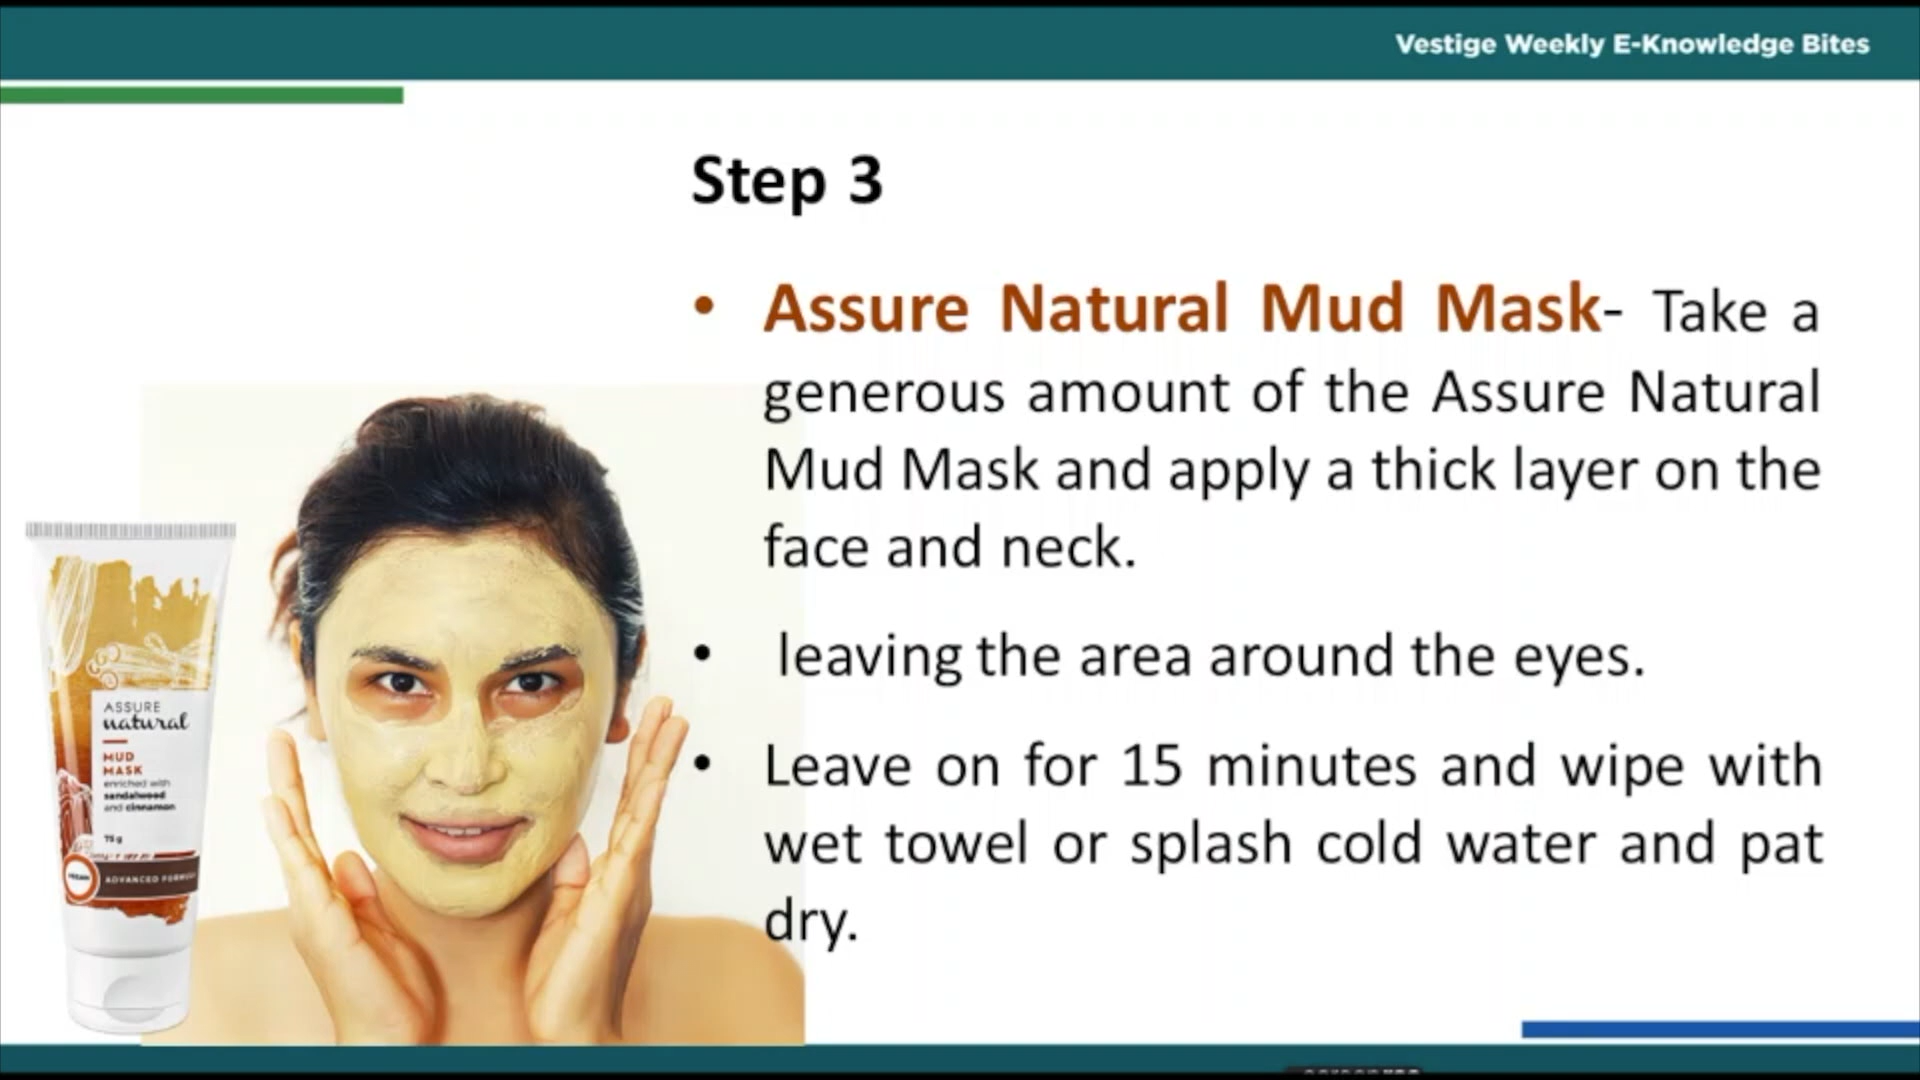 Vestige Weekly E-Knowledge Bites
Step 3
• Assure Natural Mud Mask- Take a
generous amount of the Assure Natural
Mud Mask and apply a thick layer on the
face and neck.
• leaving the area around the eyes.
• Leave on for 15 minutes and wipe with
wet towel or splash cold water and pat
dry.
ASSURE
natural
MUD
MASK
enriched with
sandalwood
and cinnamon
75 g
ADVANCED